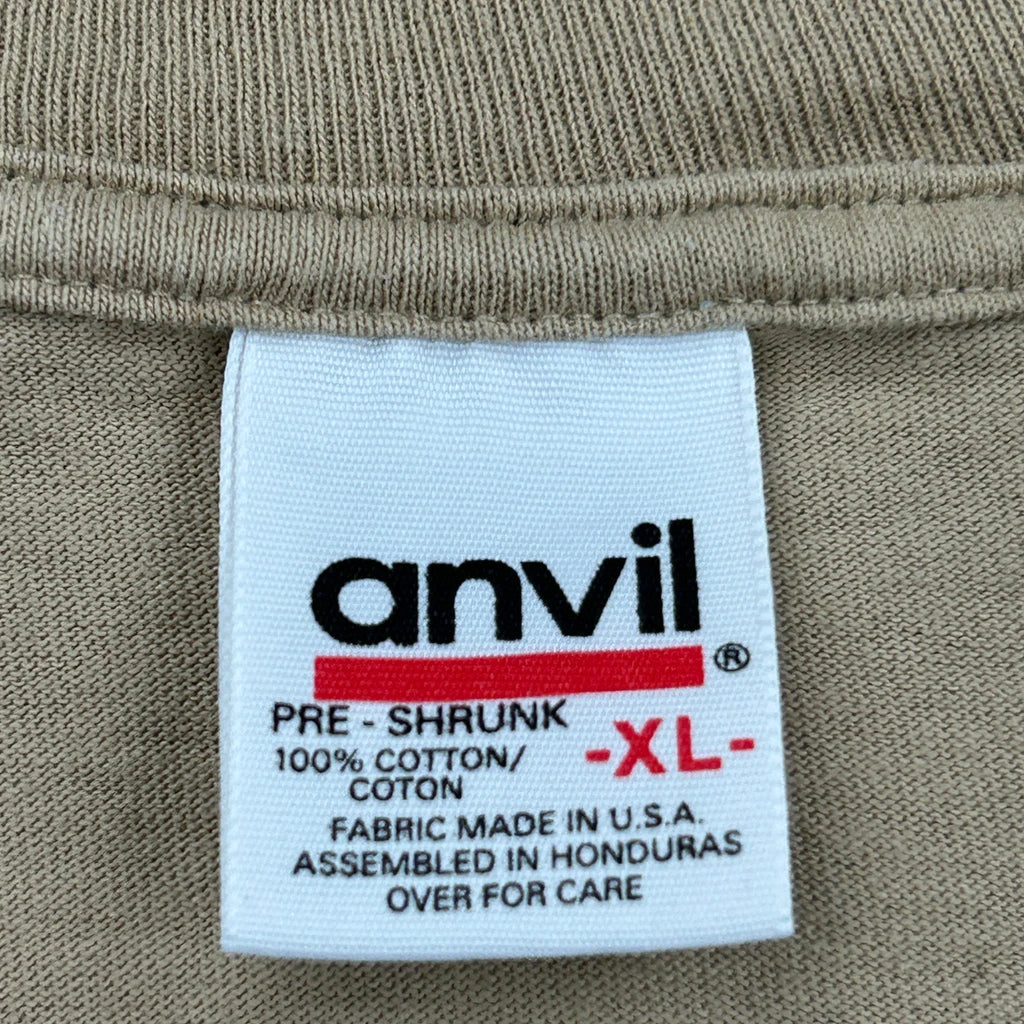 anvil®
PRE - SHRUNK
-XL-
100% COTTON/
COTON
FABRIC MADE IN U.S.A.
ASSEMBLED IN HONDURAS
OVER FOR CARE